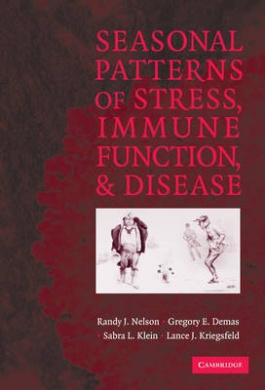 SEASONAL
PATTERNS
OF STRESS,
IMMUNE
FUNCTION,
& DISEASE
Randy J. Nelson · Gregory E. Demas
Sabra L. Klein · Lance J. Kriegsfeld
CAMBRIDGE